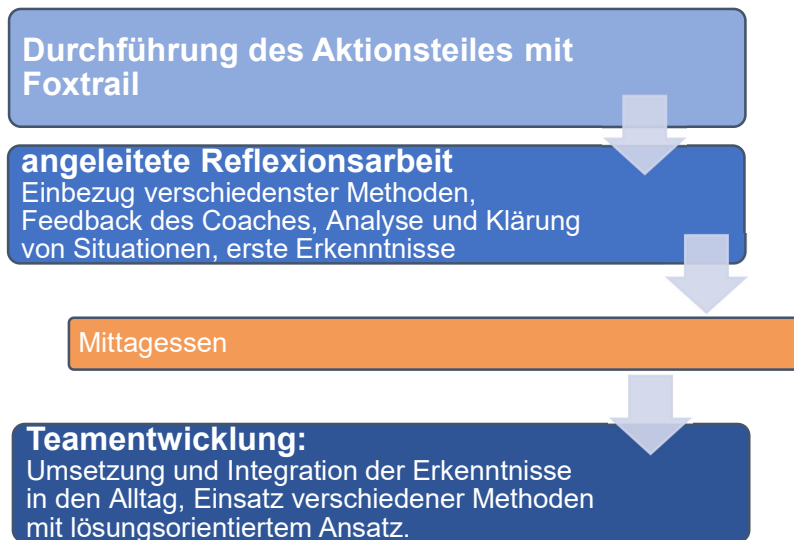 Durchführung des Aktionsteiles mit
Foxtrail
angeleitete Reflexionsarbeit
Einbezug verschiedenster Methoden,
Feedback des Coaches, Analyse und Klärung
von Situationen, erste Erkenntnisse
Mittagessen
Teamentwicklung:
Umsetzung und Integration der Erkenntnisse
in den Alltag, Einsatz verschiedener Methoden
mit lösungsorientiertem Ansatz.